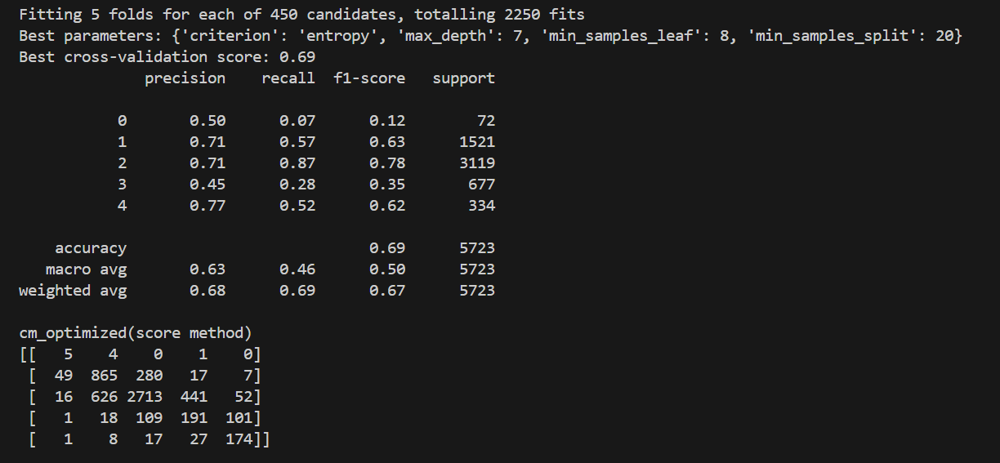 Fitting 5 folds for each of 450 candidates, totalling 2250 fits
Best parameters: {'criterion': 'entropy', 'max_depth': 7, 'min_samples_leaf': 8, 'min_samples_split': 20}
Best cross-validation score: 0.69
              precision    recall  f1-score   support

           0       0.50      0.07      0.12        72
           1       0.71      0.57      0.63      1521
           2       0.71      0.87      0.78      3119
           3       0.45      0.28      0.35       677
           4       0.77      0.52      0.62       334

    accuracy                           0.69      5723
   macro avg       0.63      0.46      0.50      5723
weighted avg       0.68      0.69      0.67      5723

cm_optimized(score method)
[[   5    4    0    1    0]
 [  49  865  280   17    7]
 [  16  626 2713  441   52]
 [   1   18  109  191  101]
 [   1    8   17   27  174]]